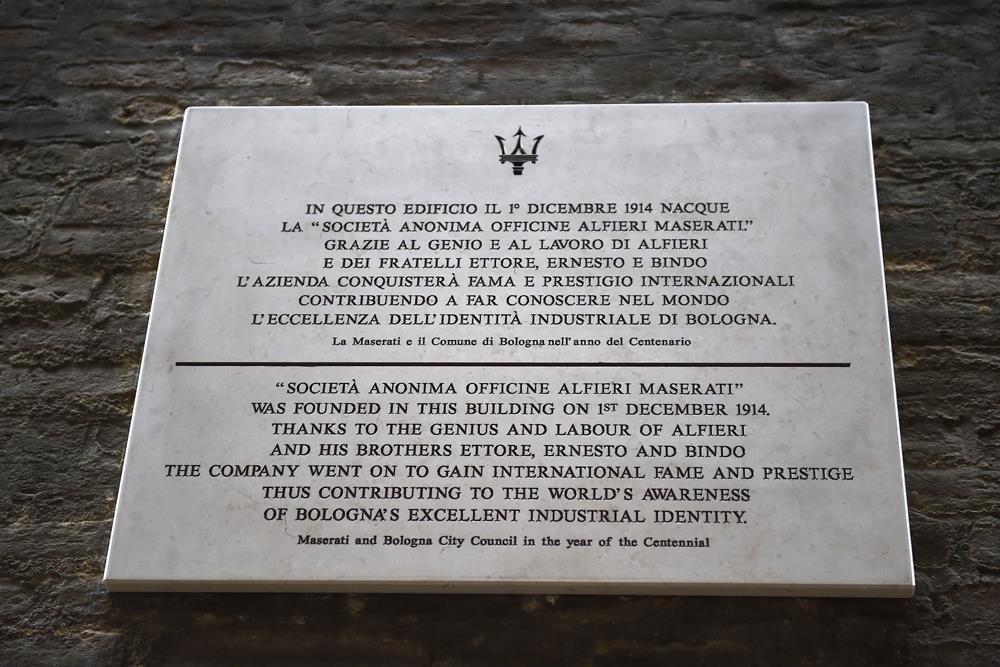 IN QUESTO EDIFICIO IL 1° DICEMBRE 1914 NACQUE
LA “SOCIETÀ ANONIMA OFFICINE ALFIERI MASERATI.”
GRAZIE AL GENIO E AL LAVORO DI ALFIERI
E DEI FRATELLI ETTORE, ERNESTO E BINDO
L’AZIENDA CONQUISTERÀ FAMA E PRESTIGIO INTERNAZIONALI
CONTRIBUENDO A FAR CONOSCERE NEL MONDO
L’ECCELLENZA DELL’IDENTITÀ INDUSTRIALE DI BOLOGNA.
La Maserati e il Comune di Bologna nell’anno del Centenario
“SOCIETÀ ANONIMA OFFICINE ALFIERI MASERATI”
WAS FOUNDED IN THIS BUILDING ON 1ST DECEMBER 1914.
THANKS TO THE GENIUS AND LABOUR OF ALFIERI
AND HIS BROTHERS ETTORE, ERNESTO AND BINDO
THE COMPANY WENT ON TO GAIN INTERNATIONAL FAME AND PRESTIGE
THUS CONTRIBUTING TO THE WORLD’S AWARENESS
OF BOLOGNA’S EXCELLENT INDUSTRIAL IDENTITY.
Maserati and Bologna City Council in the year of the Centennial